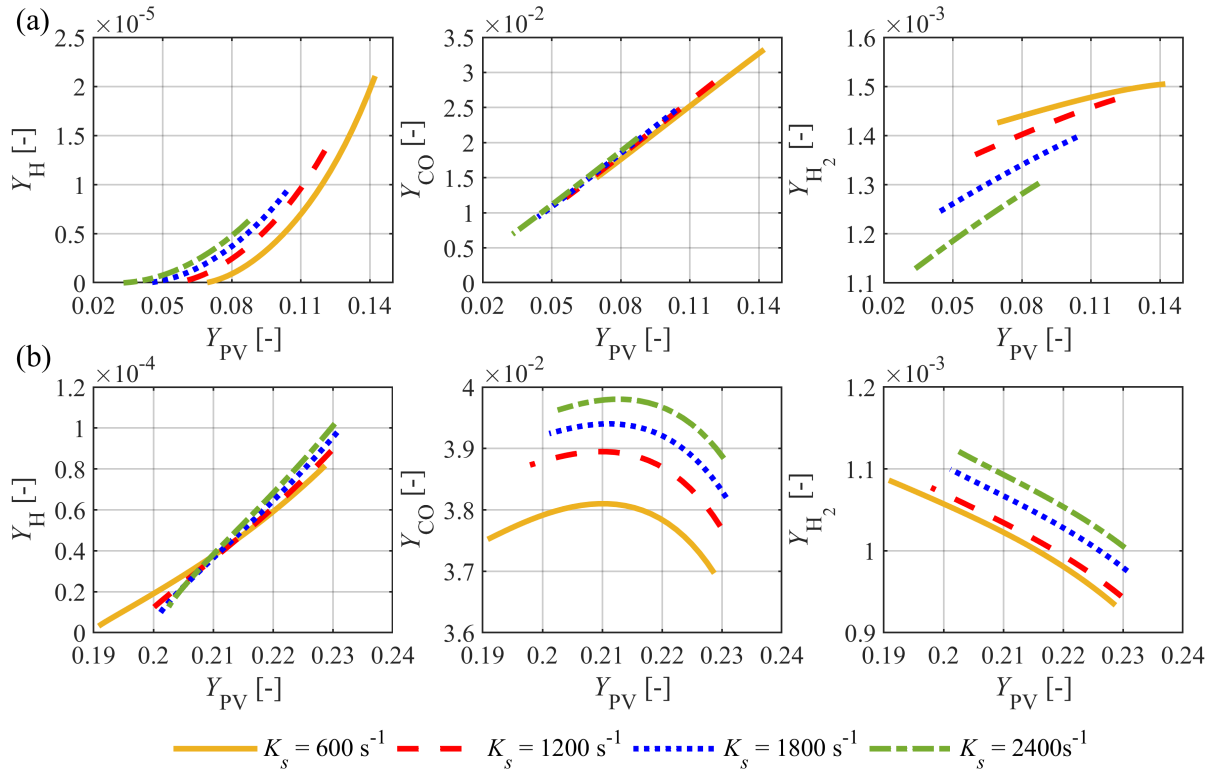 (a)
×10⁻⁵
2.5
2
1.5
1
0.5
0
0.02 0.05 0.08 0.11 0.14
Y_H [-]
Y_PV [-]
×10⁻²
3.5
3
2.5
2
1.5
1
0.5
0
0.02 0.05 0.08 0.11 0.14
Y_CO [-]
Y_PV [-]
×10⁻³
1.6
1.5
1.4
1.3
1.2
1.1
0.02 0.05 0.08 0.11 0.14
Y_H₂ [-]
Y_PV [-]
(b)
×10⁻⁴
1.2
1
0.8
0.6
0.4
0.2
0
0.19 0.2 0.21 0.22 0.23 0.24
Y_H [-]
Y_PV [-]
×10⁻²
4
3.9
3.8
3.7
3.6
0.19 0.2 0.21 0.22 0.23 0.24
Y_CO [-]
Y_PV [-]
×10⁻³
1.2
1.1
1
0.9
0.19 0.2 0.21 0.22 0.23 0.24
Y_H₂ [-]
Y_PV [-]
K_s = 600 s⁻¹ K_s = 1200 s⁻¹ K_s = 1800 s⁻¹ K_s = 2400s⁻¹